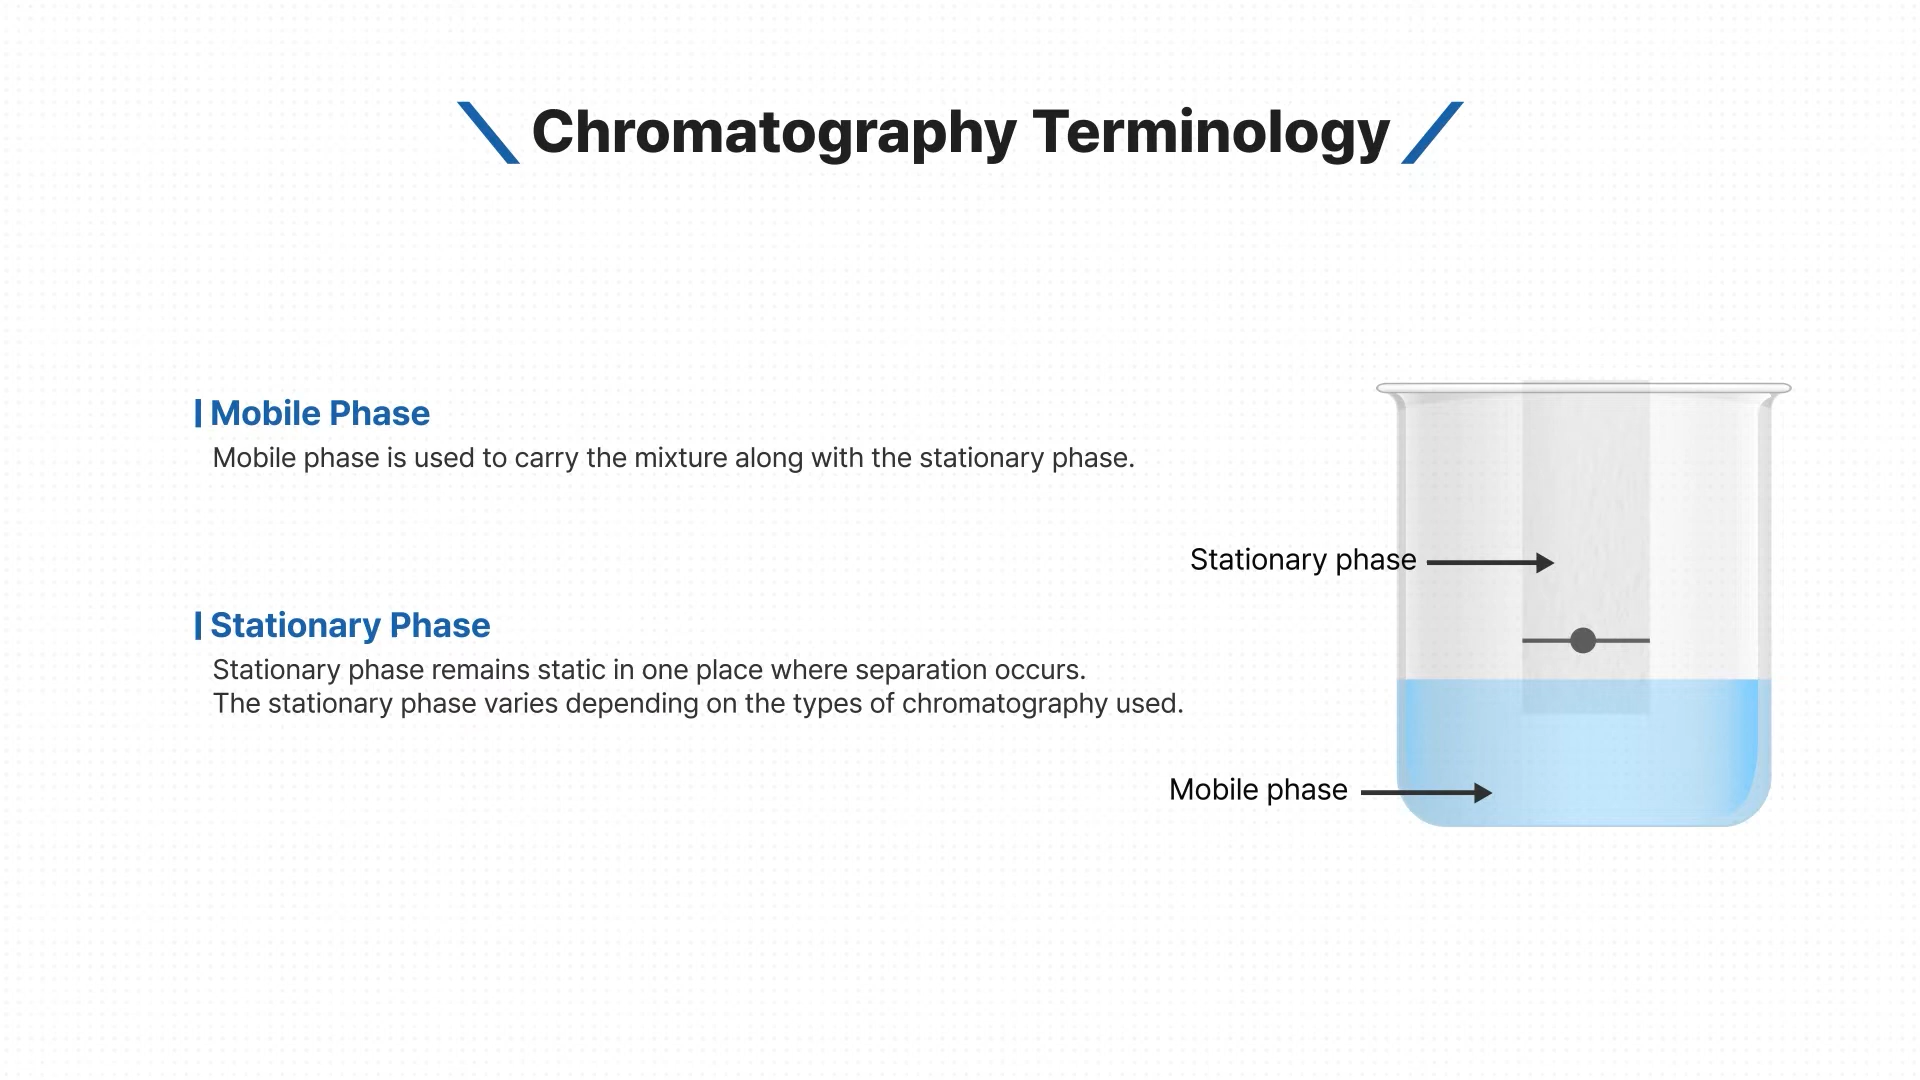 Chromatography Terminology
Mobile Phase
Mobile phase is used to carry the mixture along with the stationary phase.
Stationary phase
Stationary Phase
Stationary phase remains static in one place where separation occurs.
The stationary phase varies depending on the types of chromatography used.
Mobile phase